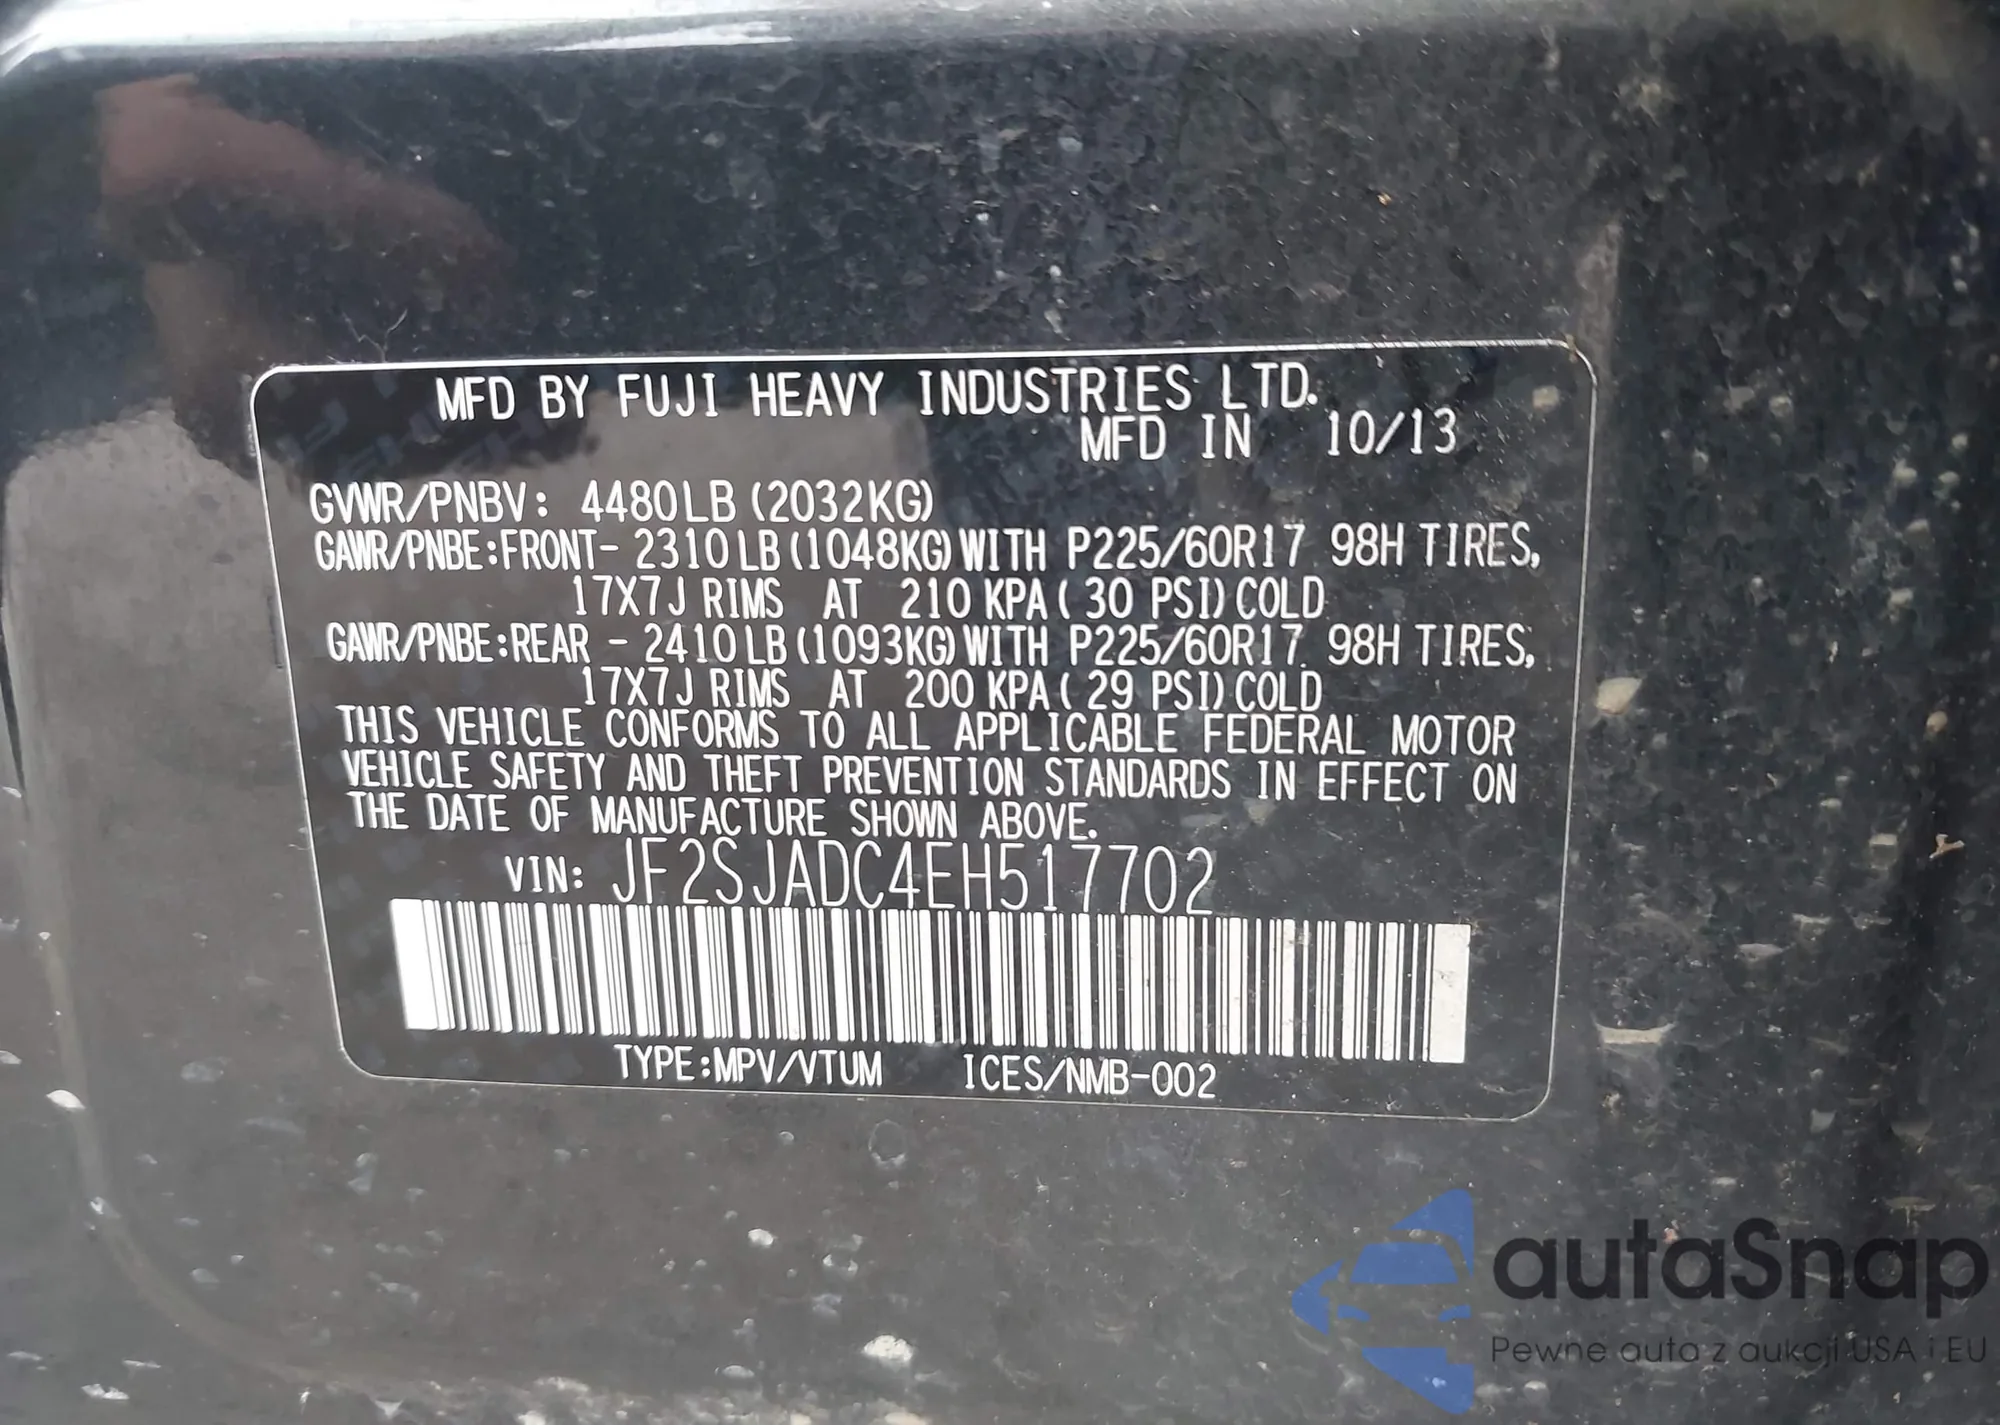 MFD BY FUJI HEAVY INDUSTRIES LTD.
MFD IN 10/13
GVWR/PNBV: 4480LB (2032KG)
GAWR/PNBE:FRONT- 2310LB(1048KG)WITH P225/60R17 98H TIRES,
17X7J RIMS AT 210 KPA( 30 PSI)COLD
GAWR/PNBE:REAR - 2410LB(1093KG)WITH P225/60R17 98H TIRES,
17X7J RIMS AT 200 KPA( 29 PSI)COLD
THIS VEHICLE CONFORMS TO ALL APPLICABLE FEDERAL MOTOR
VEHICLE SAFETY AND THEFT PREVENTION STANDARDS IN EFFECT ON
THE DATE OF MANUFACTURE SHOWN ABOVE.
VIN: JF2SJADC4EH517702
TYPE:MPV/VTUM ICES/NMB-002
autaSnap
Pewne auta z aukcji USA i EU